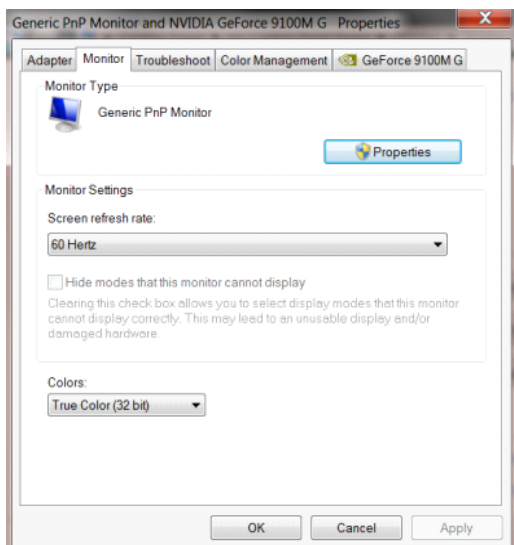 Generic PnP Monitor and NVIDIA GeForce 9100M G Properties
X
Adapter Monitor Troubleshoot Color Management GeForce 9100M G
Monitor Type
Generic PnP Monitor
Properties
Monitor Settings
Screen refresh rate:
60 Hertz
Hide modes that this monitor cannot display
Clearing this check box allows you to select display modes that this monitor
cannot display correctly. This may lead to an unusable display and/or
damaged hardware.
Colors:
True Color (32 bit)
OK Cancel Apply